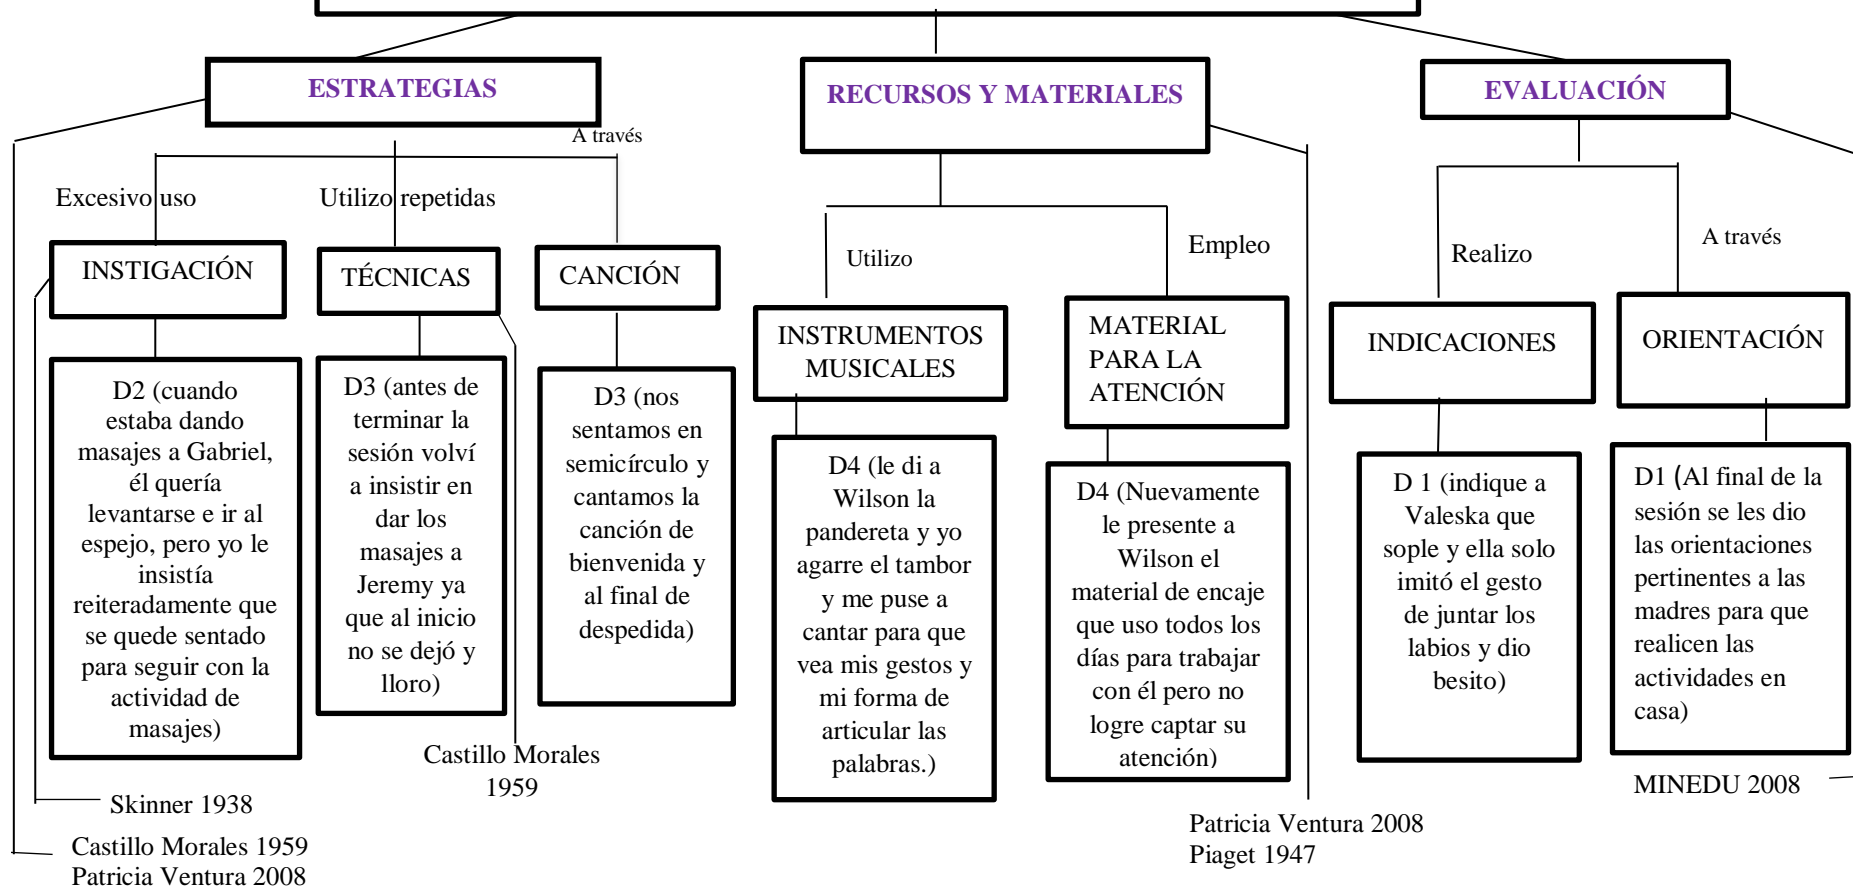 ESTRATEGIAS
A través
Excesivo uso
Utilizo repetidas
INSTIGACIÓN
TÉCNICAS
CANCIÓN
D2 (cuando
estaba dando
masajes a Gabriel,
él quería
levantarse e ir al
espejo, pero yo le
insistía
reiteradamente que
se quede sentado
para seguir con la
actividad de
masajes)
D3 (antes de
terminar la
sesión volví
a insistir en
dar los
masajes a
Jeremy ya
que al inicio
no se dejó y
lloro)
D3 (nos
sentamos en
semicírculo y
cantamos la
canción de
bienvenida y
al final de
despedida)
Castillo Morales
1959
Skinner 1938
Castillo Morales 1959
Patricia Ventura 2008
RECURSOS Y MATERIALES
Utilizo
Empleo
INSTRUMENTOS
MUSICALES
MATERIAL
PARA LA
ATENCIÓN
D4 (le di a
Wilson la
pandereta y yo
agarre el tambor
y me puse a
cantar para que
vea mis gestos y
mi forma de
articular las
palabras.)
D4 (Nuevamente
le presente a
Wilson el
material de encaje
que uso todos los
días para trabajar
con él pero no
logre captar su
atención)
Patricia Ventura 2008
Piaget 1947
EVALUACIÓN
Realizo
A través
INDICACIONES
ORIENTACIÓN
D 1 (indique a
Valeska que
sople y ella solo
imitó el gesto
de juntar los
labios y dio
besito)
D1 (Al final de la
sesión se les dio
las orientaciones
pertinentes a las
madres para que
realicen las
actividades en
casa)
MINEDU 2008